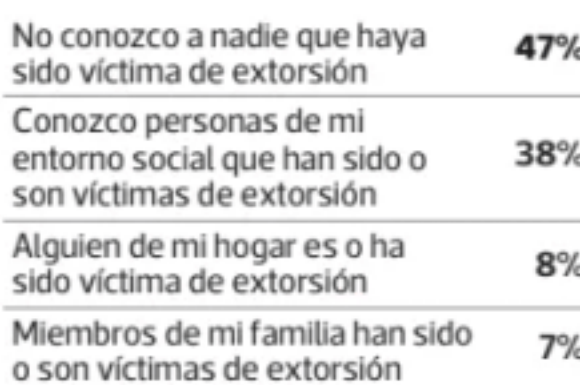 No conozco a nadie que haya
sido víctima de extorsión
47%
Conozco personas de mi
entorno social que han sido o
son víctimas de extorsión
38%
Alguien de mi hogar es o ha
sido víctima de extorsión
8%
Miembros de mi familia han sido
o son víctimas de extorsión
7%